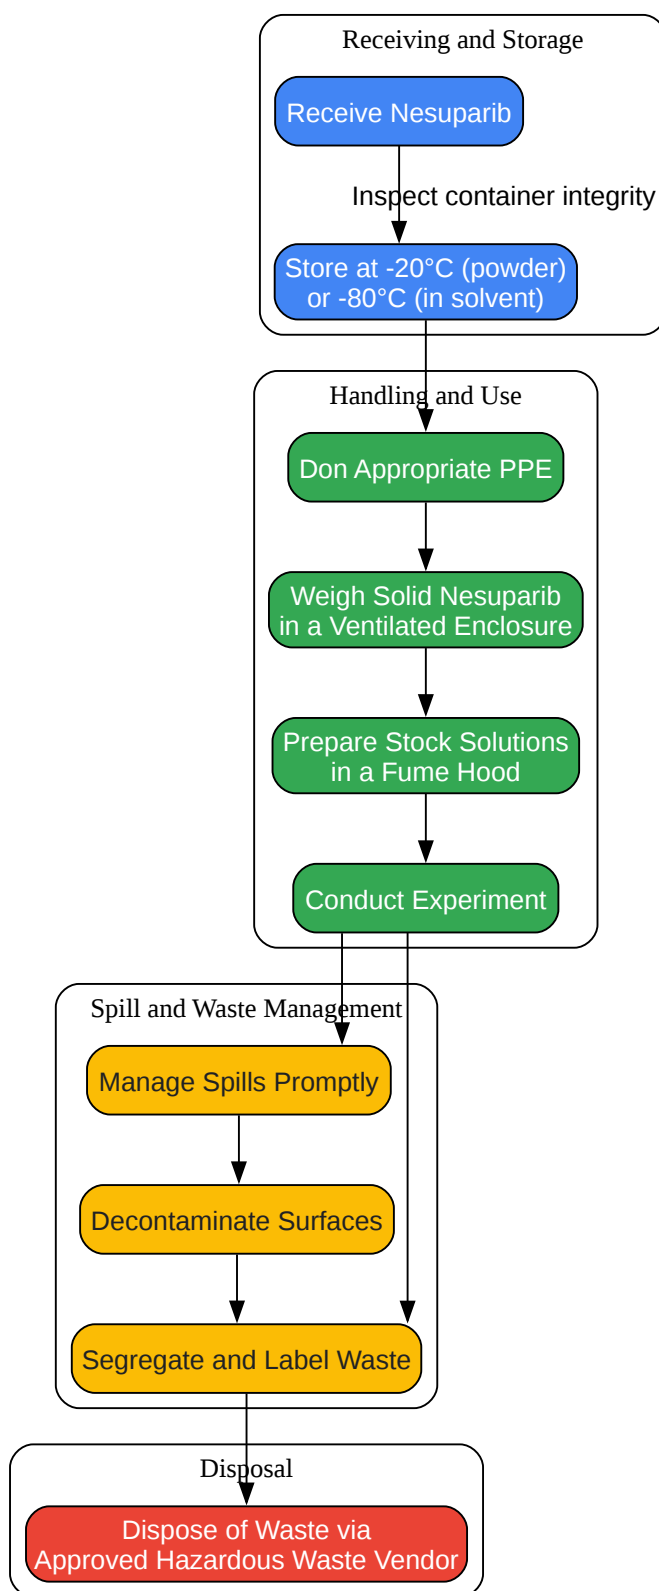 Receiving and Storage
Receive Nesuparib
Inspect container integrity
Store at -20°C (powder)
or -80°C (in solvent)
Handling and Use
Don Appropriate PPE
Weigh Solid Nesuparib
in a Ventilated Enclosure
Prepare Stock Solutions
in a Fume Hood
Conduct Experiment
Spill and Waste Management
Manage Spills Promptly
Decontaminate Surfaces
Segregate and Label Waste
Disposal
Dispose of Waste via
Approved Hazardous Waste Vendor